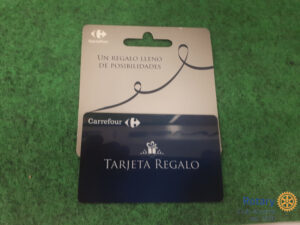 Carrefour
UN REGALO LLENO
DE POSIBILIDADES
Carrefour
TARJETA REGALO